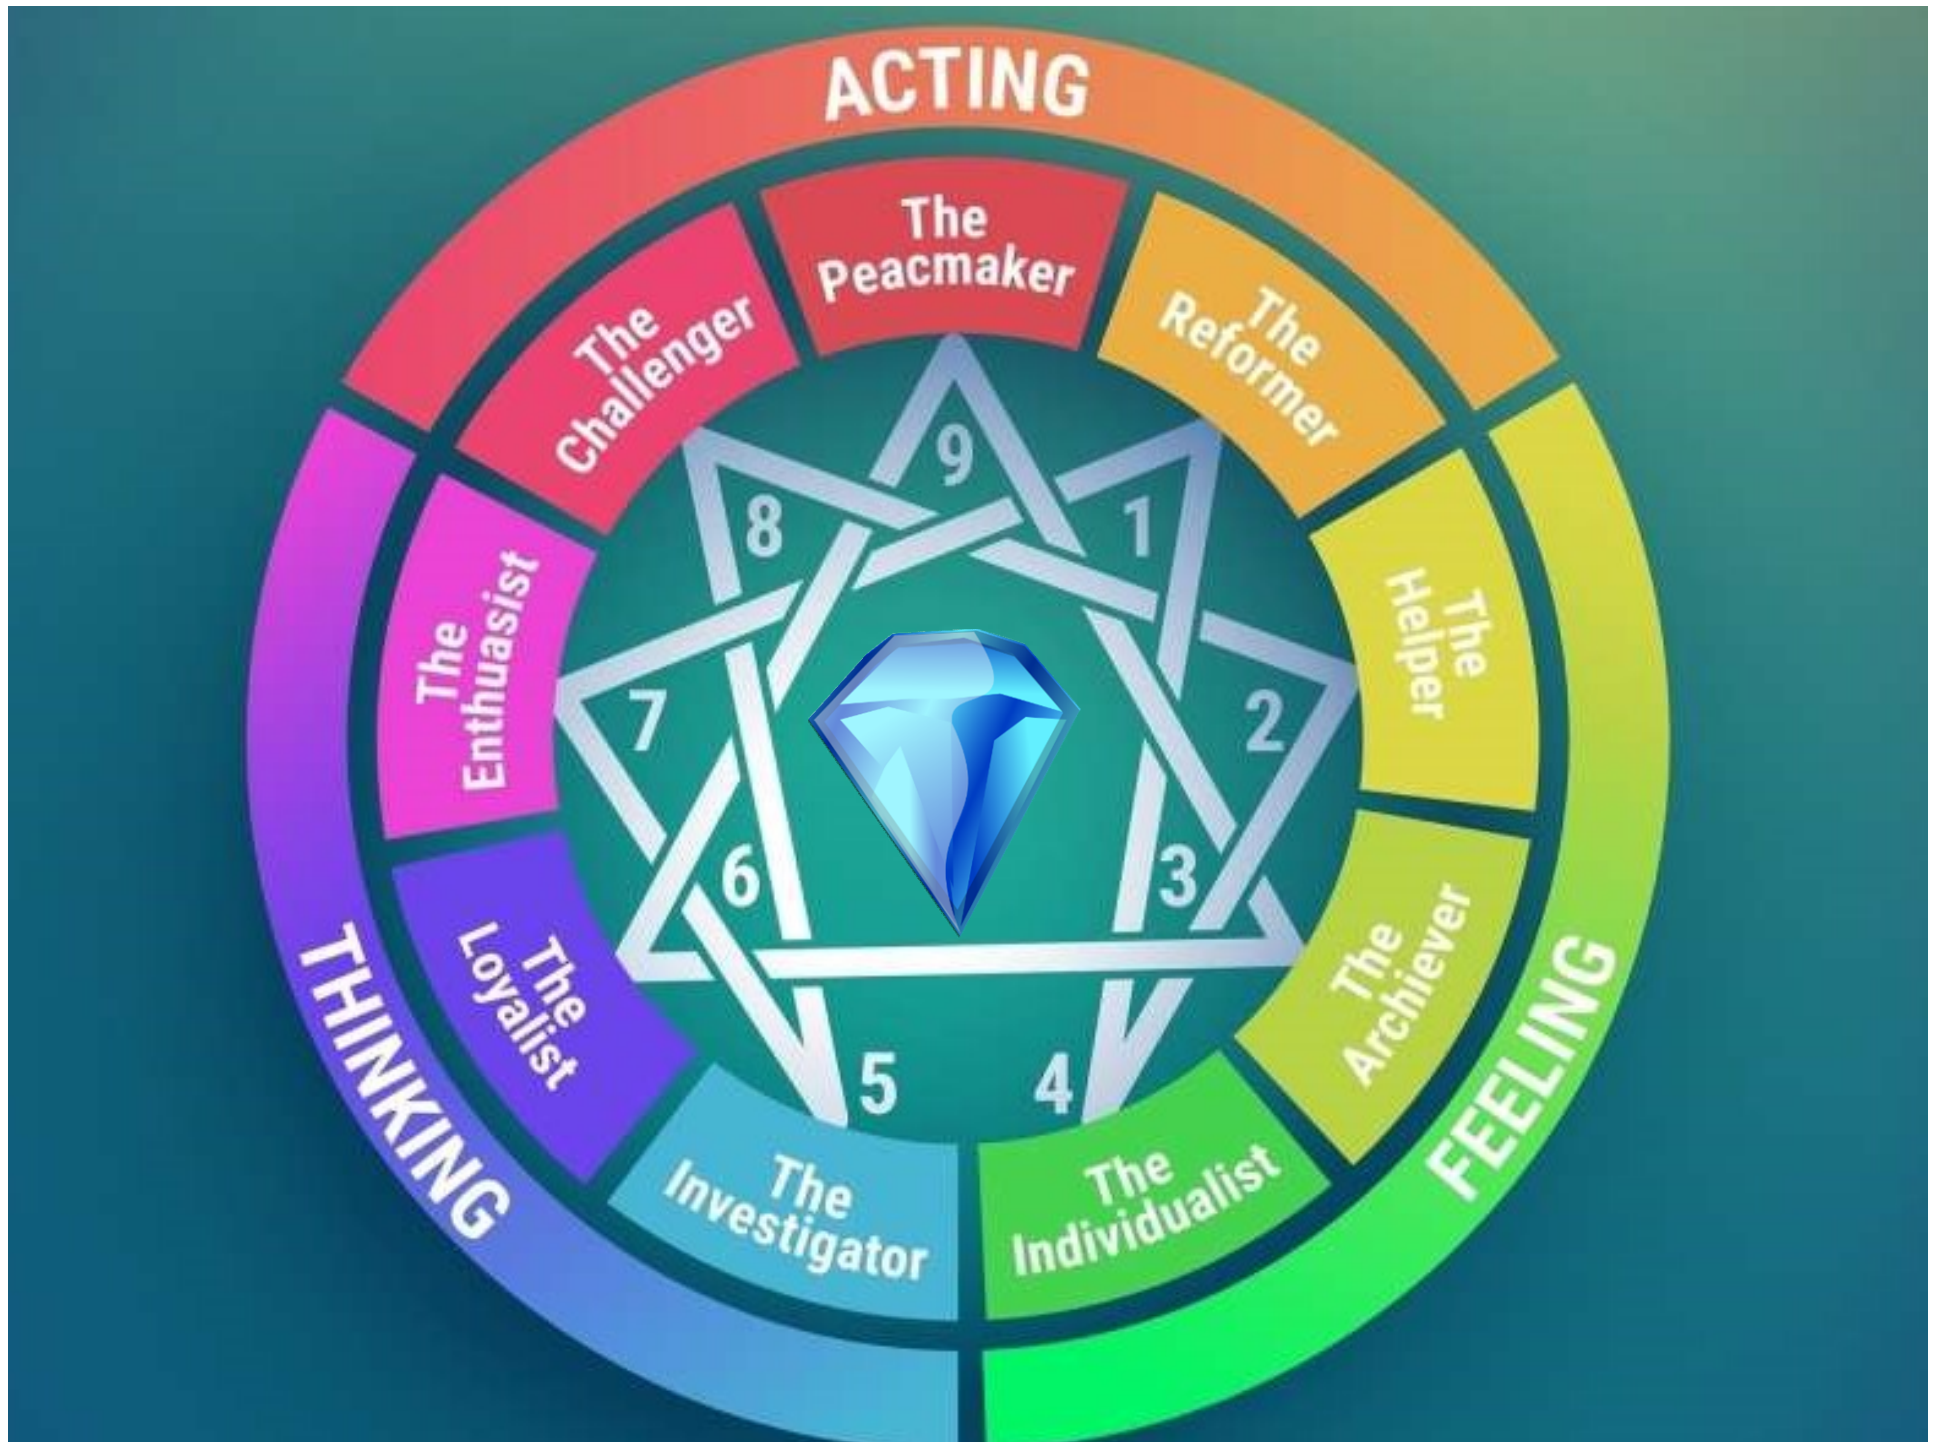 ACTING
The
Peacmaker
The
Reformer
The
Helper
The
Archiever
FEELING
The
Individualist
The
Investigator
The
Loyalist
THINKING
The
Enthuasist
The
Challenger
9
1
2
3
4
5
6
7
8